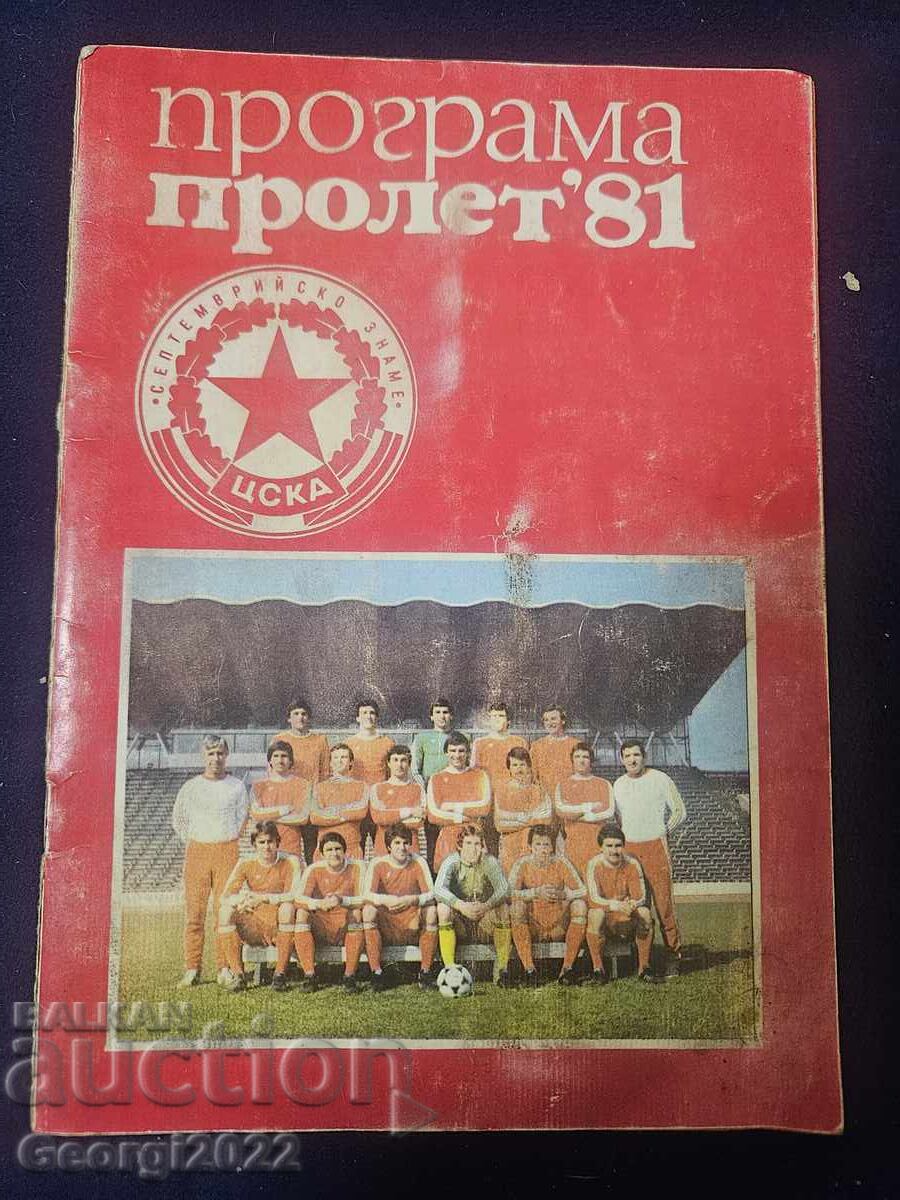 програма
пролет'81
• СЕПТЕМВРИЙСКО ЗНАМЕ •
ЦСКА
BALKAN
auction
Georgi2022